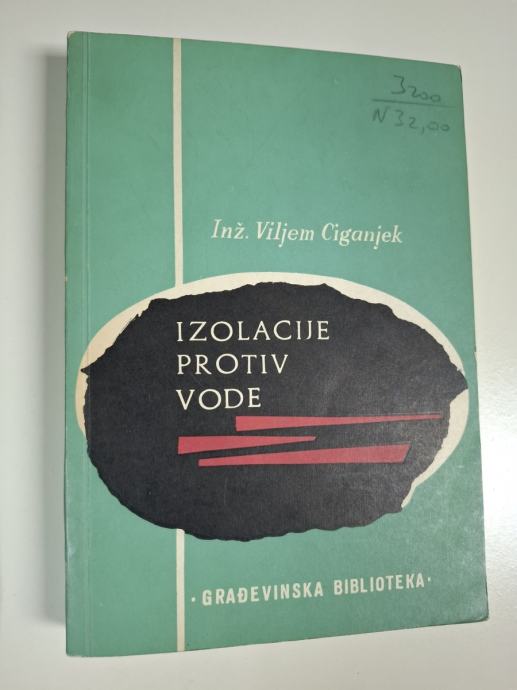 3200
N 32,00
Inž. Viljem Ciganjek
IZOLACIJE
PROTIV
VODE
· GRAĐEVINSKA BIBLIOTEKA ·